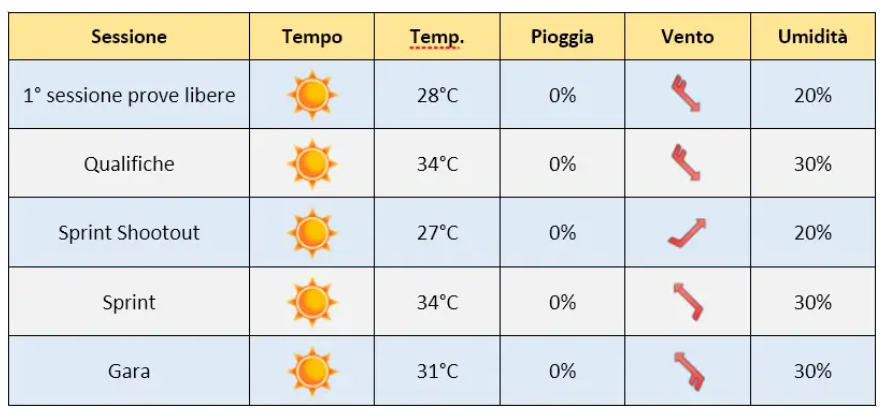 Sessione Tempo Temp. Pioggia Vento Umidità
1° sessione prove libere 28°C 0% 20%
Qualifiche 34°C 0% 30%
Sprint Shootout 27°C 0% 20%
Sprint 34°C 0% 30%
Gara 31°C 0% 30%